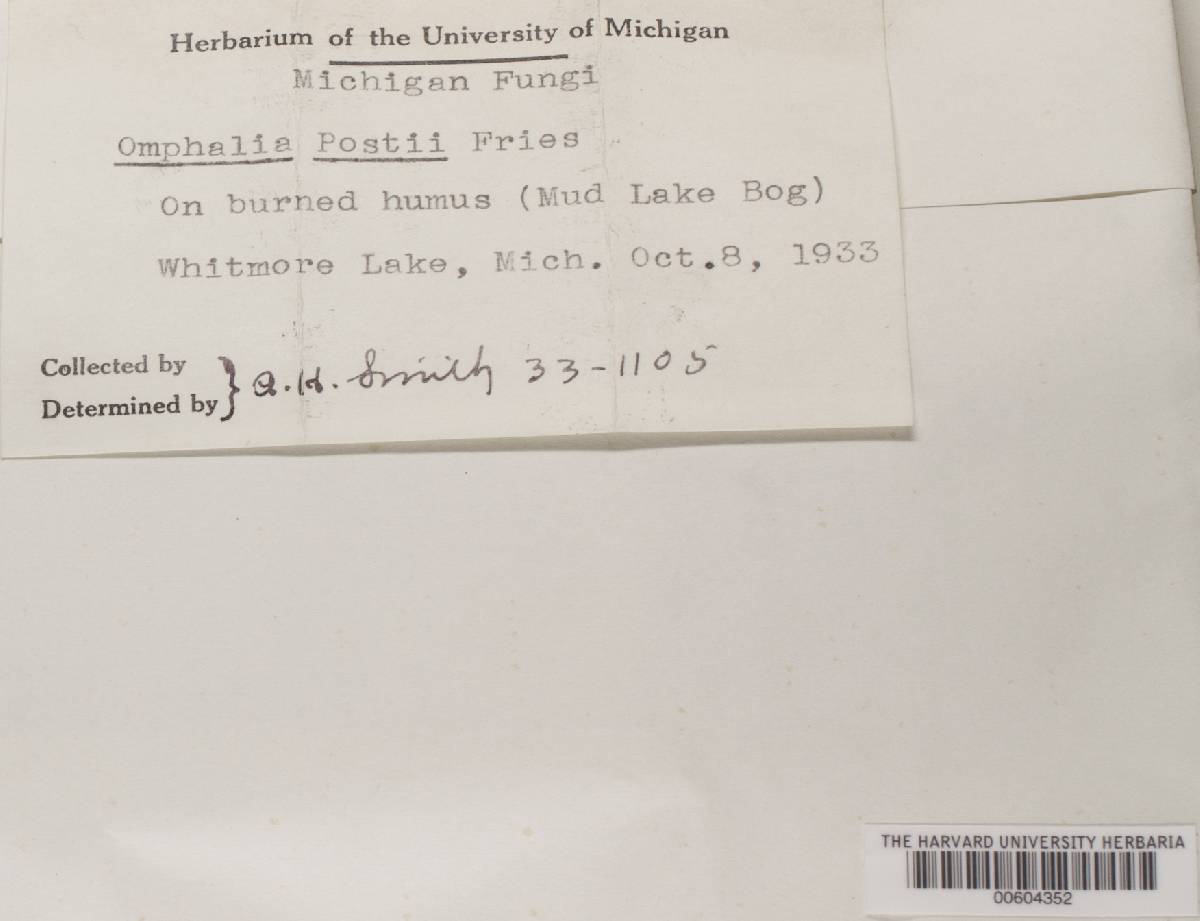 Herbarium of the University of Michigan
Michigan Fungi
Omphalia Postii Fries
On burned humus (Mud Lake Bog)
Whitmore Lake, Mich. Oct.8, 1933
Collected by
Determined by } A.H. Smith 33-1105
THE HARVARD UNIVERSITY HERBARIA
00604352